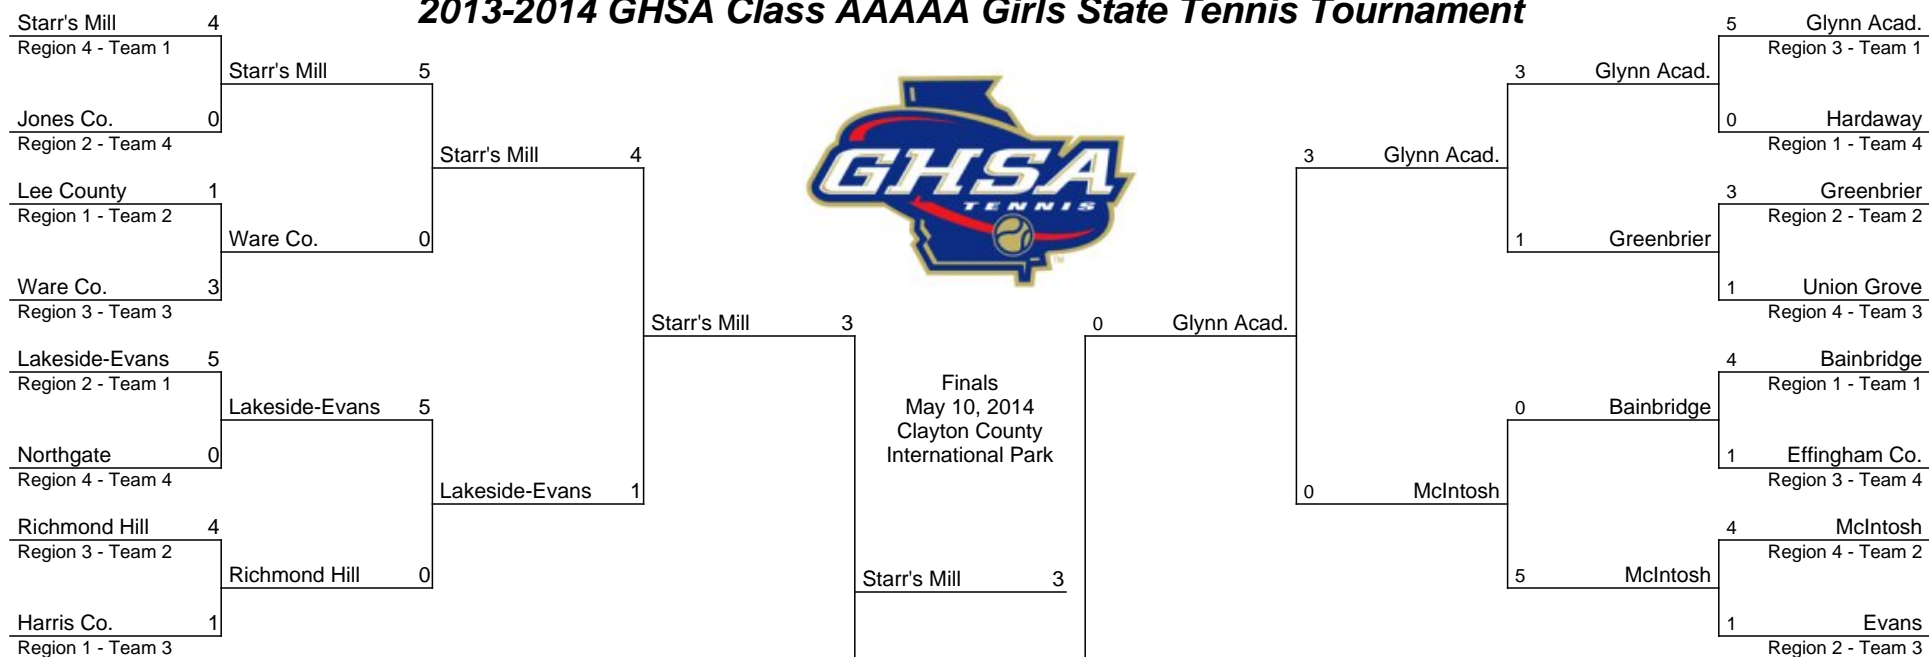 2013-2014 GHSA Class AAAAA Girls State Tennis Tournament
Starr's Mill 4
Region 4 - Team 1
Jones Co. 0
Region 2 - Team 4
Lee County 1
Region 1 - Team 2
Ware Co. 3
Region 3 - Team 3
Lakeside-Evans 5
Region 2 - Team 1
Northgate 0
Region 4 - Team 4
Richmond Hill 4
Region 3 - Team 2
Harris Co. 1
Region 1 - Team 3
Starr's Mill 5
Ware Co. 0
Lakeside-Evans 5
Richmond Hill 0
Starr's Mill 4
Lakeside-Evans 1
Starr's Mill 3
GHSA
TENNIS
TM
Finals
May 10, 2014
Clayton County
International Park
Starr's Mill 3
0 Glynn Acad.
3 Glynn Acad.
0 McIntosh
3 Glynn Acad.
1 Greenbrier
0 Bainbridge
5 McIntosh
5 Glynn Acad.
Region 3 - Team 1
0 Hardaway
Region 1 - Team 4
3 Greenbrier
Region 2 - Team 2
1 Union Grove
Region 4 - Team 3
4 Bainbridge
Region 1 - Team 1
1 Effingham Co.
Region 3 - Team 4
4 McIntosh
Region 4 - Team 2
1 Evans
Region 2 - Team 3